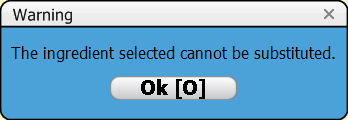 Warning
The ingredient selected cannot be substituted.
Ok [O]